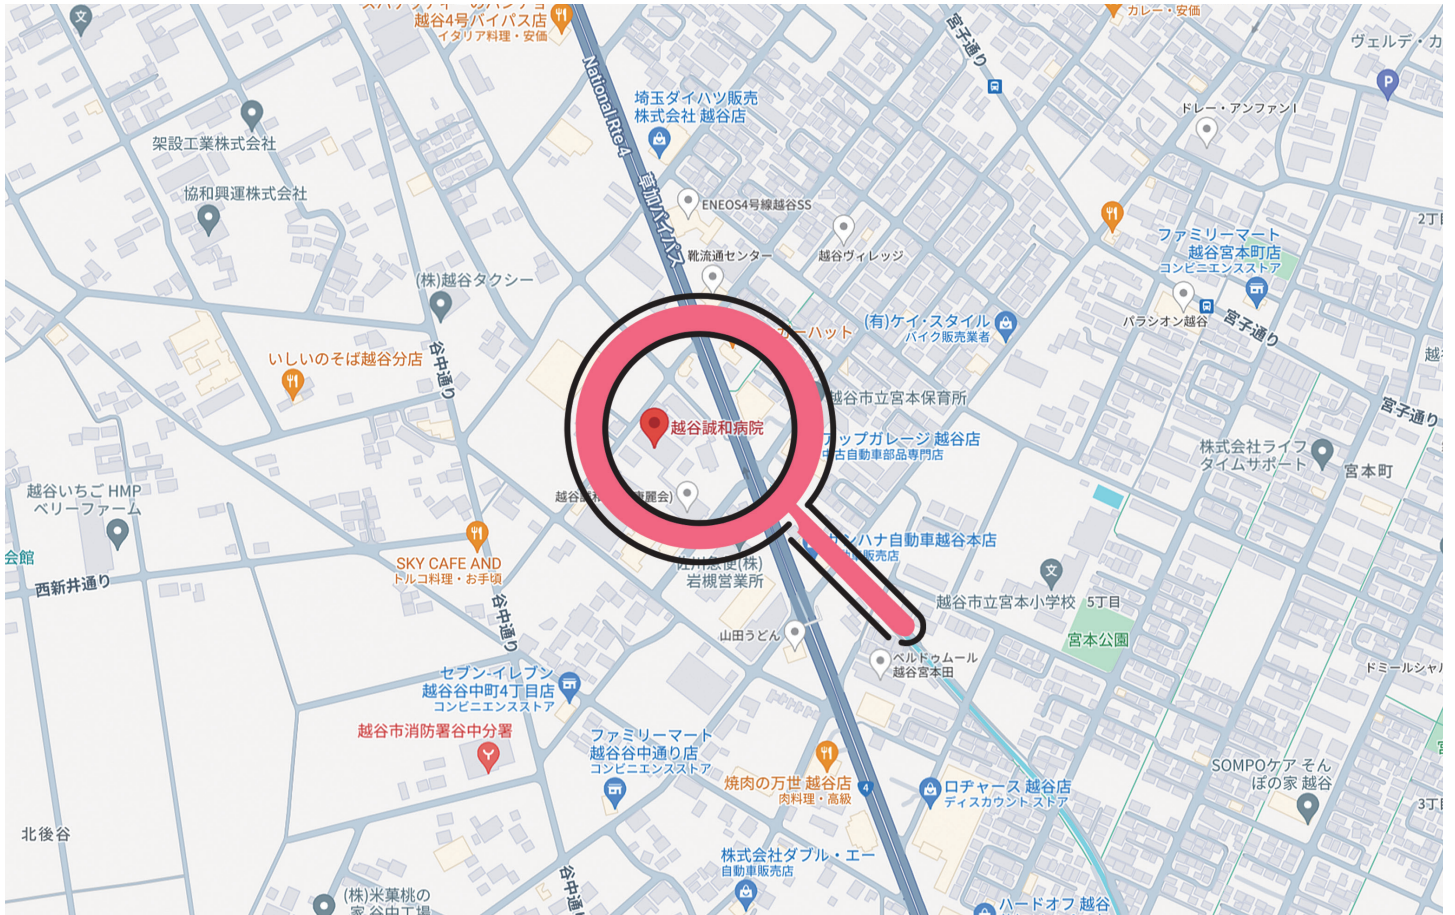 越谷4号バイパス店
イタリア料理・安価
宮子通り
カレー・安価
National Rte 4
埼玉ダイハツ販売
株式会社 越谷店
ドレー・アンファンI
架設工業株式会社
協和興運株式会社
草加バイパス
ENEOS4号線越谷SS
越谷ヴィレッジ
靴流通センター
ファミリーマート
越谷宮本町店
コンビニエンスストア
(株)越谷タクシー
(有)ケイ・スタイル
バイク販売業者
パラシオン越谷
宮子通り
いしいのそば越谷分店
谷中通り
越谷市立宮本保育所
宮子通り
越谷誠和病院
アップガレージ 越谷店
中古自動車部品専門店
株式会社ライフ
タイムサポート
宮本町
越谷いちご HMP
ベリーファーム
会館
西新井通り
SKY CAFE AND
トルコ料理・お手頃
佐川急便(株)
岩槻営業所
越谷市立宮本小学校
5丁目
宮本公園
谷中通り
山田うどん
ベルドゥムール
越谷宮本田
セブン-イレブン
越谷谷中町4丁目店
コンビニエンスストア
越谷市消防署谷中分署
ファミリーマート
越谷谷中通り店
コンビニエンスストア
焼肉の万世 越谷店
肉料理・高級
4
ロヂャース 越谷店
ディスカウント ストア
SOMPOケア そん
ぽの家 越谷
北後谷
株式会社ダブル・エー
自動車販売店
(株)米菓桃の
家 谷中工場
谷中通り
ハードオフ 越谷